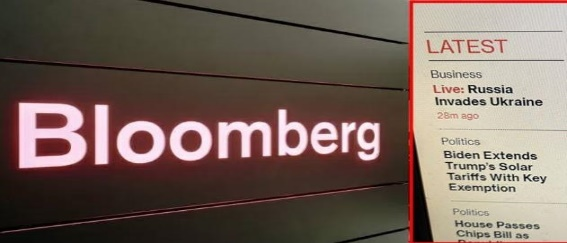 Bloomberg
LATEST
Business
Live: Russia
Invades Ukraine
28m ago
Politics
Biden Extends
Trump's Solar
Tariffs With Key
Exemption
Politics
House Passes
Chips Bill as